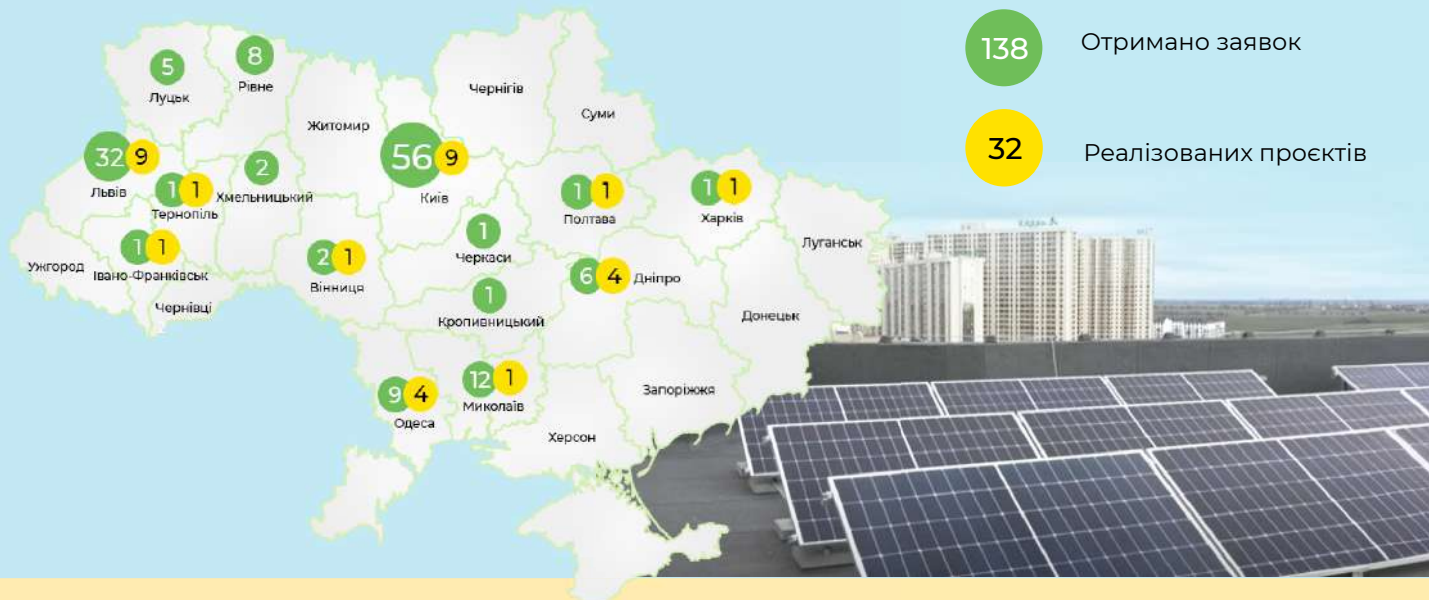 138
Отримано заявок
32
Реалізованих проєктів
5
Луцьк
8
Рівне
Житомир
Чернігів
Суми
32 9
Львів
1 1
Тернопіль
2
Хмельницький
56 9
Київ
1 1
Полтава
1 1
Харків
Луганськ
Ужгород
1 1
Івано-Франківськ
Чернівці
2 1
Вінниця
1
Черкаси
1
Кропивницький
6 4
Дніпро
Донецьк
9 4
Одеса
12 1
Миколаїв
Херсон
Запоріжжя